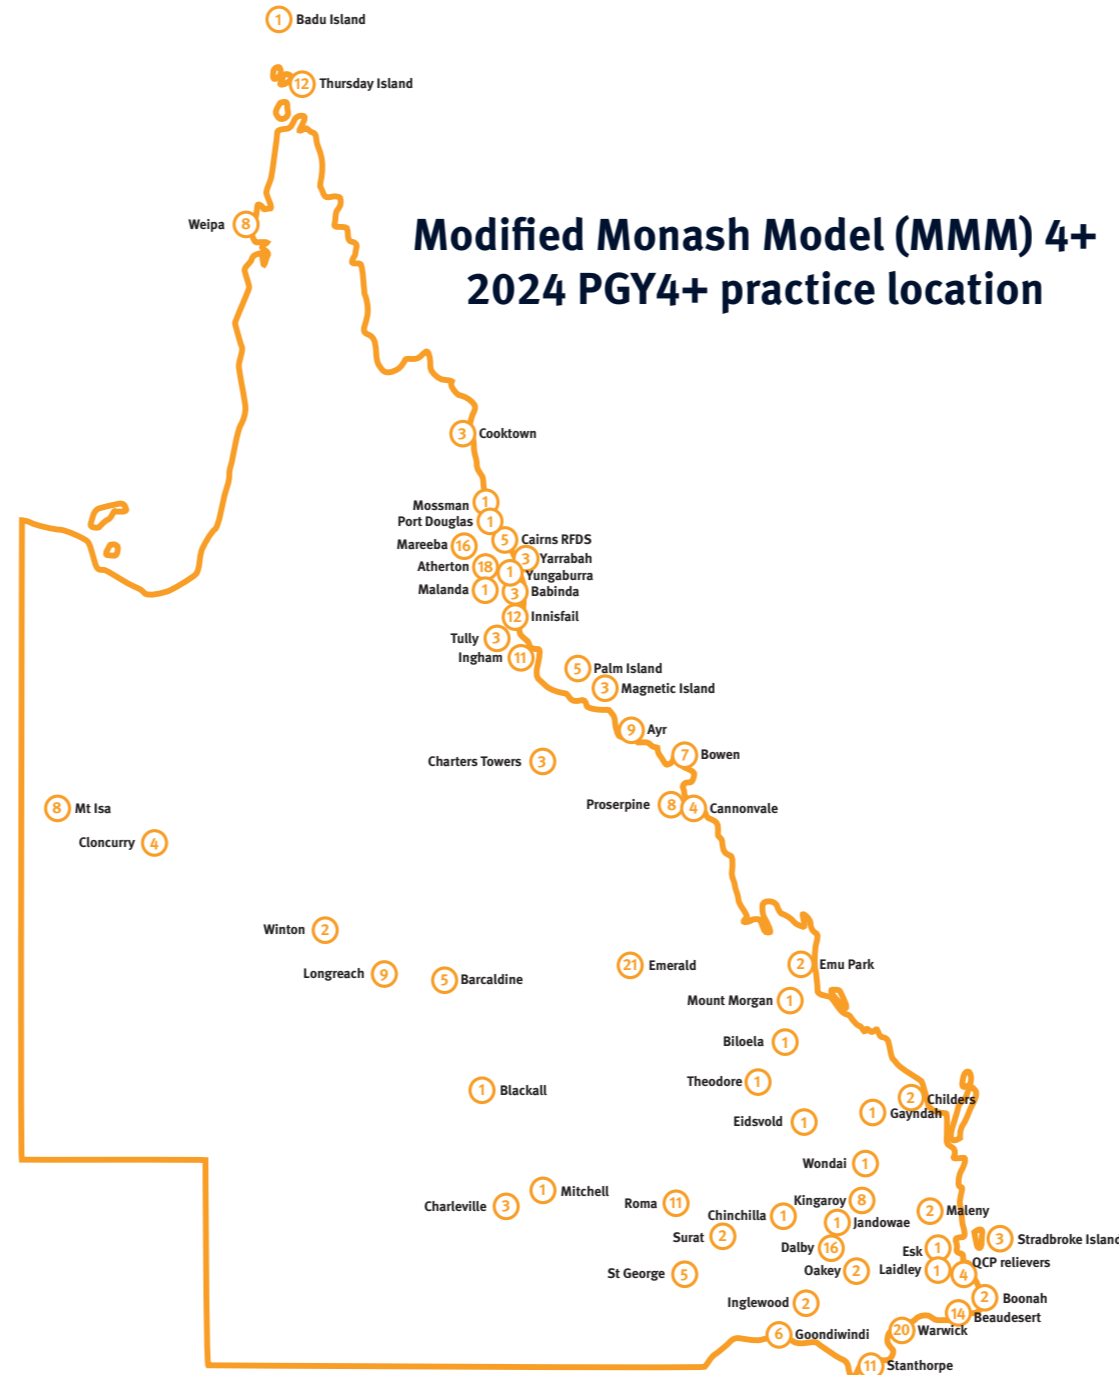 1 Badu Island
12 Thursday Island
Weipa 8
Modified Monash Model (MMM) 4+
2024 PGY4+ practice location
3 Cooktown
Mossman 1
Port Douglas 1
5 Cairns RFDS
Mareeba 16
3 Yarrabah
Atherton 18
1 Yungaburra
Malanda 1
3 Babinda
12 Innisfail
Tully 3
Ingham 11
5 Palm Island
3 Magnetic Island
9 Ayr
7 Bowen
Charters Towers 3
Proserpine 8
4 Cannonvale
8 Mt Isa
Cloncurry 4
Winton 2
21 Emerald
2 Emu Park
Longreach 9
5 Barcaldine
Mount Morgan 1
Biloela 1
Theodore 1
1 Blackall
2 Childers
1 Gayndah
Eidsvold 1
Wondai 1
1 Mitchell
Charleville 3
Roma 11
Kingaroy 8
Chinchilla 1
2 Maleny
1 Jandowae
Surat 2
3 Stradbroke Island
Dalby 16
Esk 1
QCP relievers 4
Laidley 1
Oakey 2
St George 5
2 Boonah
Inglewood 2
14 Beaudesert
20 Warwick
6 Goondiwindi
11 Stanthorpe